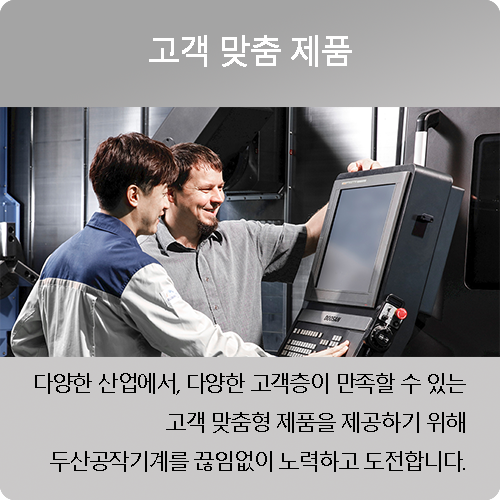 고객 맞춤 제품
DOOSAN
다양한 산업에서, 다양한 고객층이 만족할 수 있는
고객 맞춤형 제품을 제공하기 위해
두산공작기계를 끊임없이 노력하고 도전합니다.